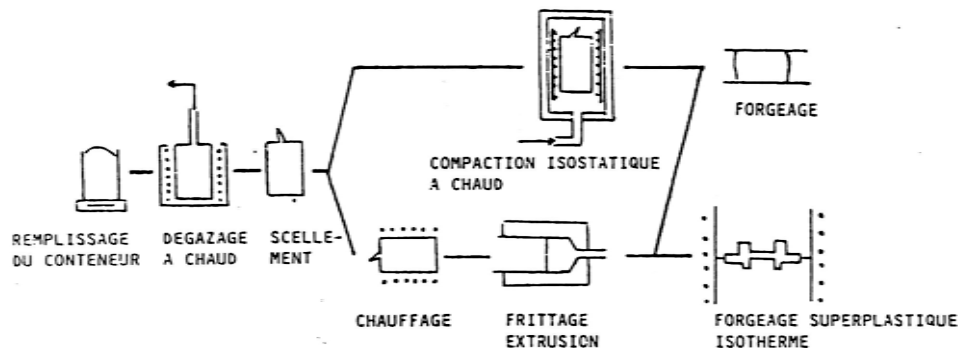 FORGEAGE
COMPACTION ISOSTATIQUE
A CHAUD
REMPLISSAGE
DU CONTENEUR
DEGAZAGE
A CHAUD
SCELLE-
MENT
CHAUFFAGE
FRITTAGE
EXTRUSION
FORGEAGE SUPERPLASTIQUE
ISOTHERME